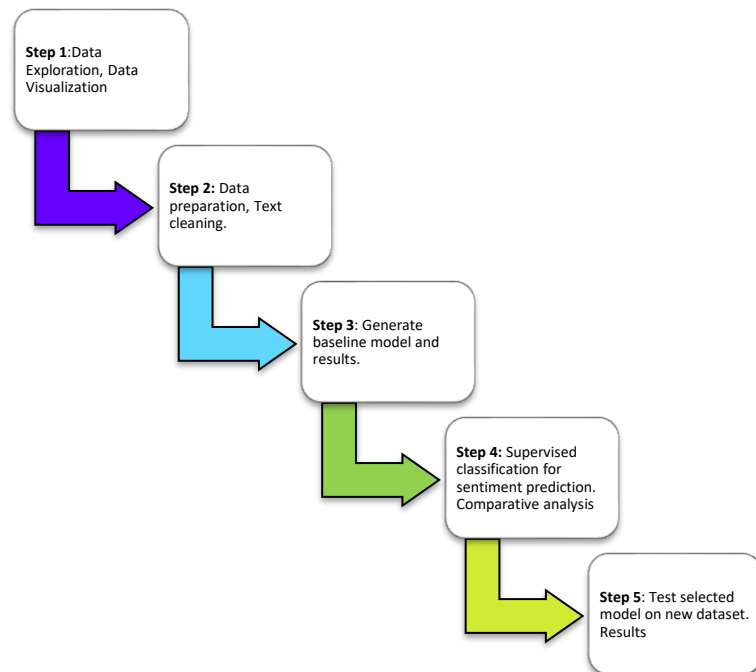 Step 1:Data
Exploration, Data
Visualization
Step 2: Data
preparation, Text
cleaning.
Step 3: Generate
baseline model and
results.
Step 4: Supervised
classification for
sentiment prediction.
Comparative analysis
Step 5: Test selected
model on new dataset.
Results